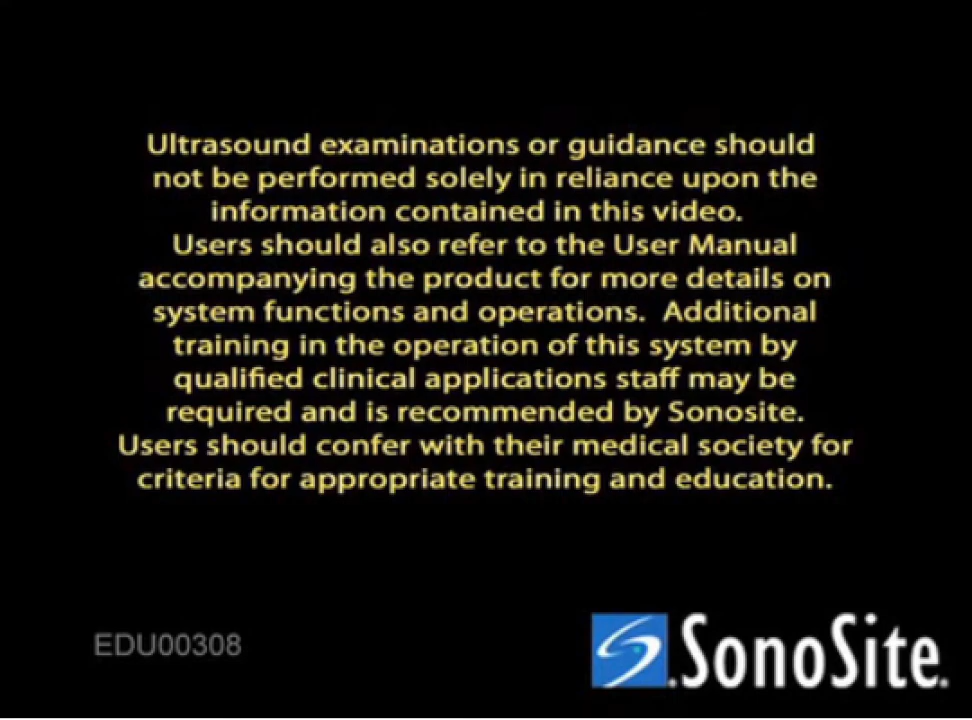 Ultrasound examinations or guidance should
not be performed solely in reliance upon the
information contained in this video.
Users should also refer to the User Manual
accompanying the product for more details on
system functions and operations.  Additional
training in the operation of this system by
qualified clinical applications staff may be
required and is recommended by Sonosite.
Users should confer with their medical society for
criteria for appropriate training and education.
EDU00308
SonoSite.